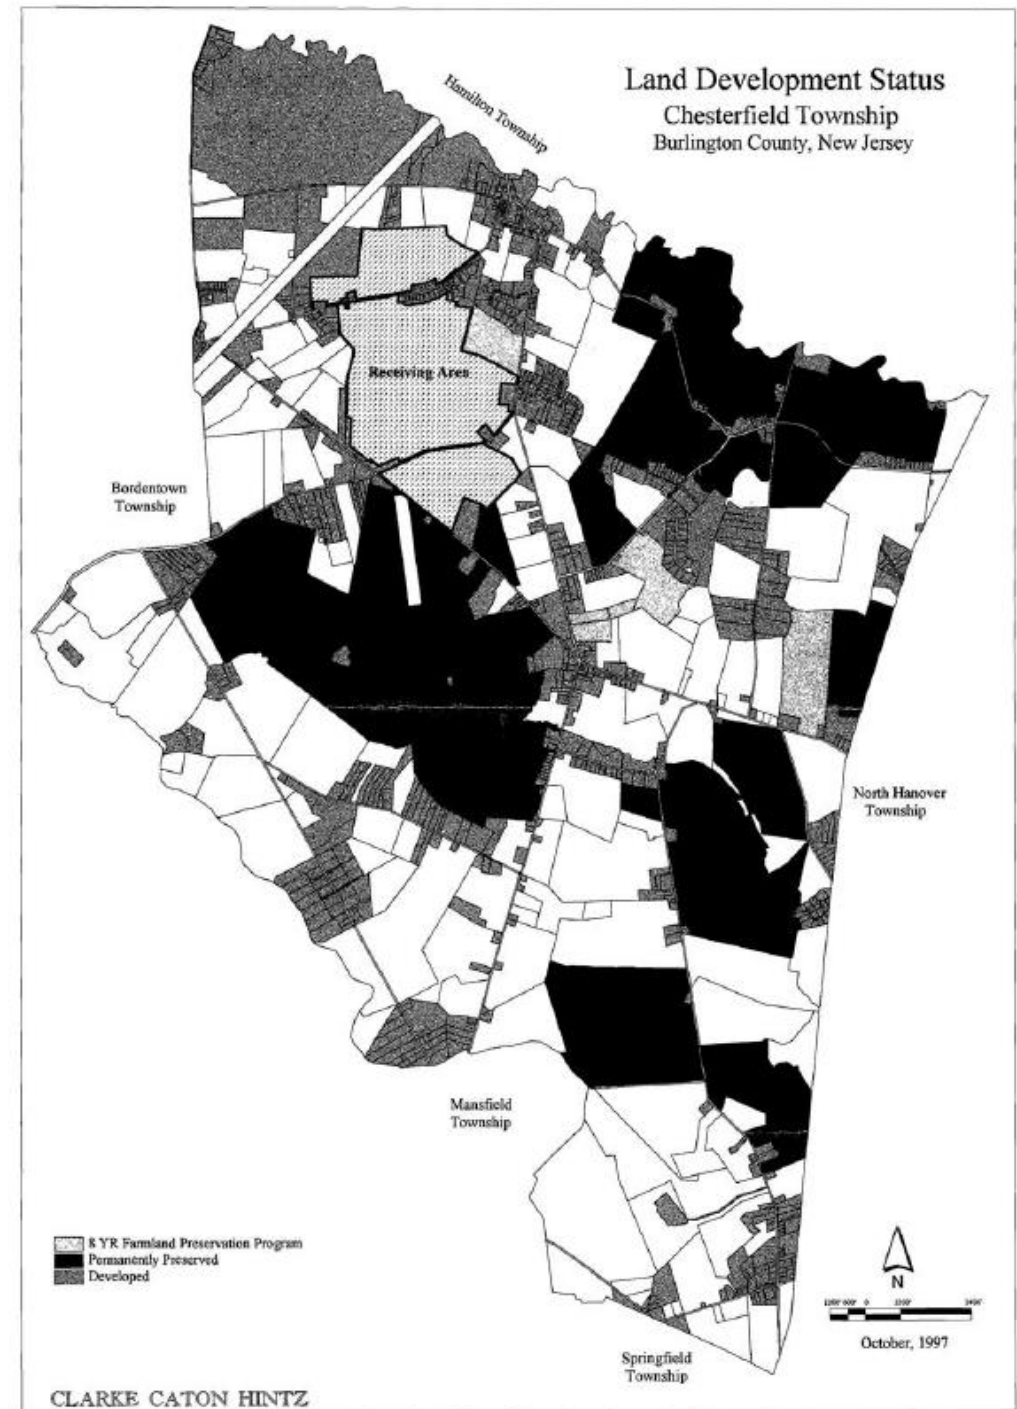 Land Development Status
Chesterfield Township
Burlington County, New Jersey
Hamilton Township
Receiving Area
Bordentown
Township
North Hanover
Township
Mansfield
Township
8 YR Farmland Preservation Program
Permanently Preserved
Developed
N
October, 1997
Springfield
Township
CLARKE CATON HINTZ